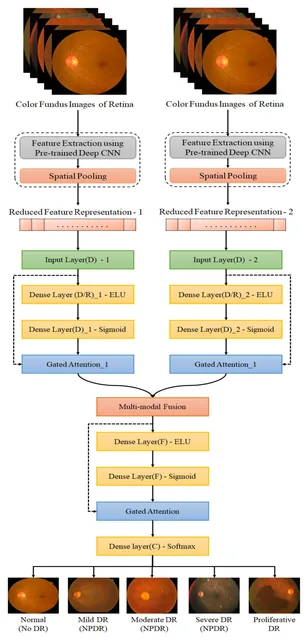 Color Fundus Images of Retina
Color Fundus Images of Retina
Feature Extraction using
Pre-trained Deep CNN
Feature Extraction using
Pre-trained Deep CNN
Spatial Pooling
Spatial Pooling
Reduced Feature Representation - 1
Reduced Feature Representation - 2
Input Layer(D) - 1
Input Layer(D) - 2
Dense Layer (D/R)_1 - ELU
Dense Layer(D/R)_2 - ELU
Dense Layer(D)_1 - Sigmoid
Dense Layer(D)_2 - Sigmoid
Gated Attention_1
Gated Attention_1
Multi-modal Fusion
Dense Layer(F) - ELU
Dense Layer(F) - Sigmoid
Gated Attention
Dense layer(C) - Softmax
Normal
(No DR)
Mild DR
(NPDR)
Moderate DR
(NPDR)
Severe DR
(NPDR)
Proliferative
DR